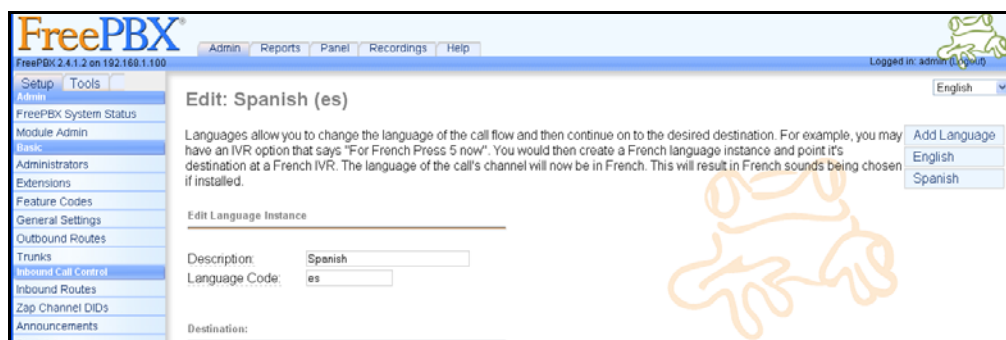 FreePBX®
Admin Reports Panel Recordings Help
FreePBX 2.4.1.2 on 192.168.1.100
Logged in: admin (Logout)
Setup Tools
English
Admin
FreePBX System Status
Module Admin
Basic
Administrators
Extensions
Feature Codes
General Settings
Outbound Routes
Trunks
Inbound Call Control
Inbound Routes
Zap Channel DIDs
Announcements
Edit: Spanish (es)
Languages allow you to change the language of the call flow and then continue on to the desired destination. For example, you may
have an IVR option that says "For French Press 5 now". You would then create a French language instance and point it's
destination at a French IVR. The language of the call's channel will now be in French. This will result in French sounds being chosen
if installed.
Edit Language Instance
Description: Spanish
Language Code: es
Destination:
Add Language
English
Spanish